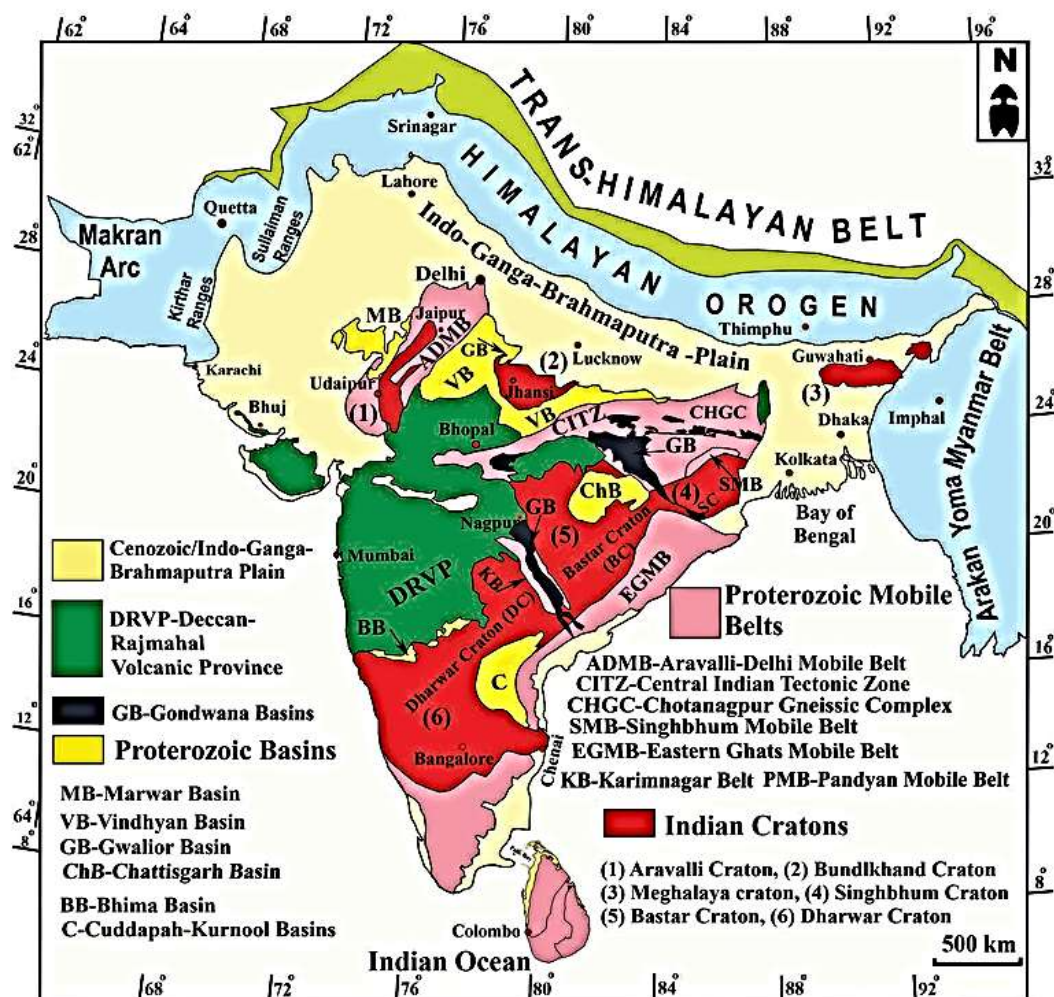 62° 64° 68° 72° 76° 80° 84° 88° 92° 96°
N
TRANS-HIMALAYAN BELT
HIMALAYAN OROGEN
Indo-Ganga-Brahmaputra -Plain
32°
62°
28°
24°
20°
16°
12°
64°
8°
32°
28°
24°
20°
16°
12°
8°
Srinagar
Lahore
Quetta
Sullaiman
Ranges
Makran
Arc
Kirthar
Ranges
Delhi
Jaipur
MB
ADMB
GB
(2)
Lucknow
Thimphu
Guwahati
(3)
Karachi
Udaipur
(1)
VB
Jhansi
VB
Bhuj
Bhopal
CITZ
CHGC
GB
Dhaka
Imphal
Kolkata
SMB
(4)
SC
ChB
GB
Nagpur
(5)
Bastar Craton
(BC)
Bay of
Bengal
Arakan Yoma Myanmar Belt
Mumbai
DRVP
KB
EGMB
BB
Dharwar Craton (DC)
C
(6)
Bangalore
Chenai
Colombo
Indian Ocean
Cenozoic/Indo-Ganga-
Brahmaputra Plain
DRVP-Deccan-
Rajmahal
Volcanic Province
GB-Gondwana Basins
Proterozoic Basins
MB-Marwar Basin
VB-Vindhyan Basin
GB-Gwalior Basin
ChB-Chattisgarh Basin
BB-Bhima Basin
C-Cuddapah-Kurnool Basins
Proterozoic Mobile
Belts
ADMB-Aravalli-Delhi Mobile Belt
CITZ-Central Indian Tectonic Zone
CHGC-Chotanagpur Gneissic Complex
SMB-Singhbhum Mobile Belt
EGMB-Eastern Ghats Mobile Belt
KB-Karimnagar Belt PMB-Pandyan Mobile Belt
Indian Cratons
(1) Aravalli Craton, (2) Bundlkhand Craton
(3) Meghalaya craton, (4) Singhbhum Craton
(5) Bastar Craton, (6) Dharwar Craton
500 km
68° 72° 76° 80° 84° 88° 92°